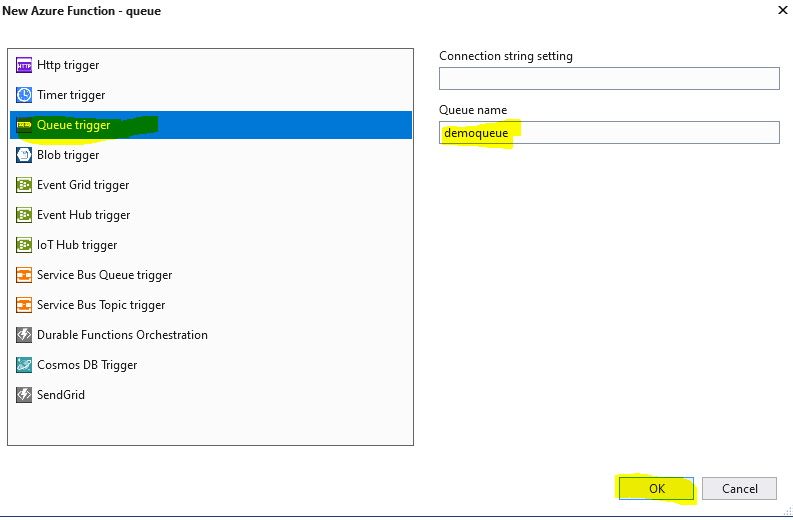 New Azure Function - queue
Http trigger
Timer trigger
Queue trigger
Blob trigger
Event Grid trigger
Event Hub trigger
IoT Hub trigger
Service Bus Queue trigger
Service Bus Topic trigger
Durable Functions Orchestration
Cosmos DB Trigger
SendGrid
Connection string setting
Queue name
demoqueue
OK
Cancel